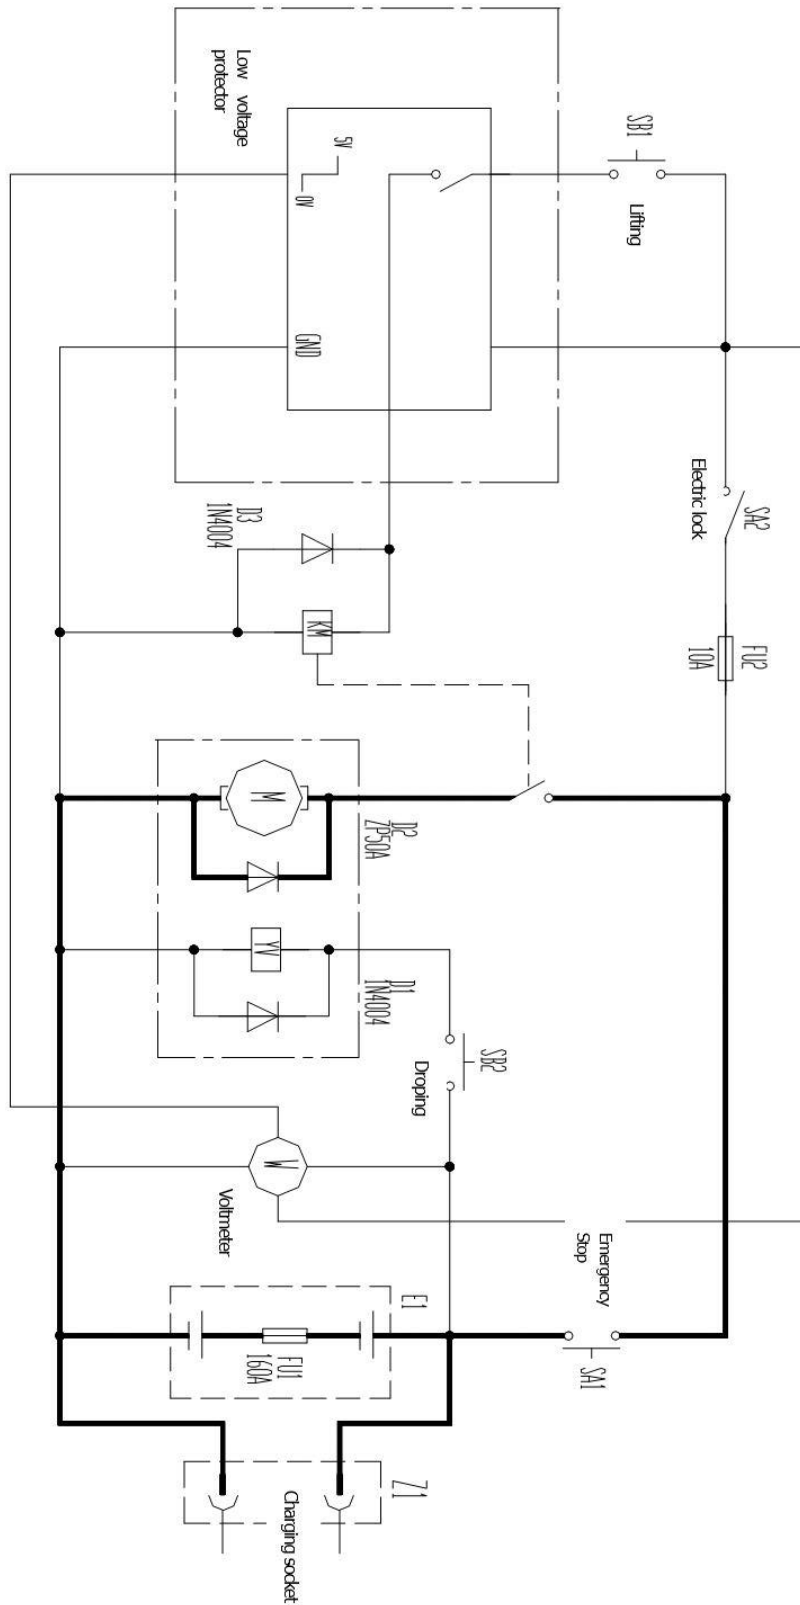 Low voltage
protector
5V
0V
GND
SB1
Lifting
Electric lock
SA2
FU2
10A
D3
1N4004
KM
M
D2
ZP50A
YV
D1
1N4004
SB2
Droping
V
Voltmeter
Emergency
Stop
SA1
E1
FU1
160A
Z1
Charging socket